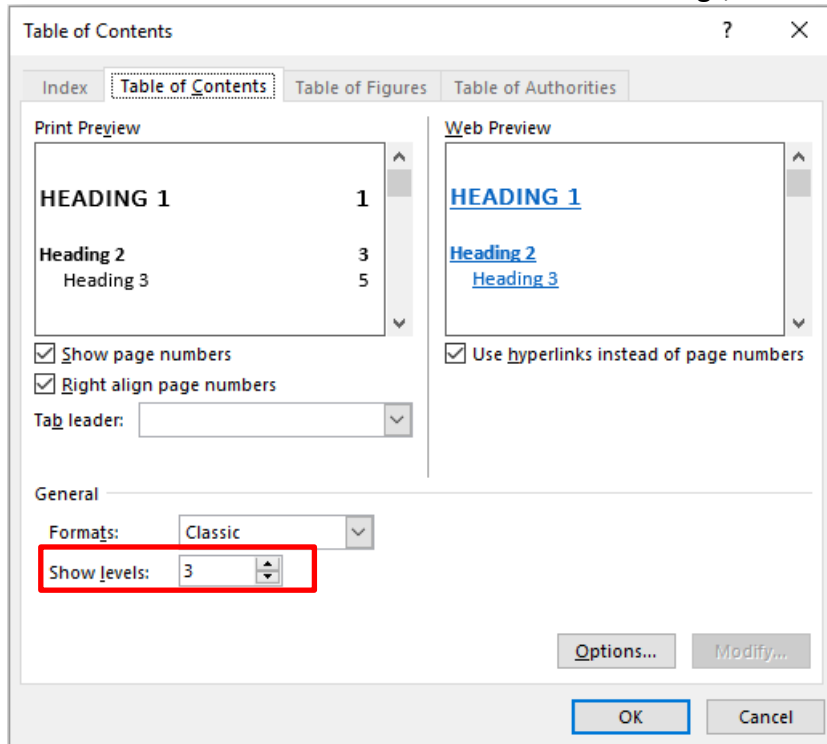 Table of Contents ? ×
Index Table of Contents Table of Figures Table of Authorities
Print Preview
HEADING 1 1
Heading 2 3
Heading 3 5
Show page numbers
Right align page numbers
Tab leader:
Web Preview
HEADING 1
Heading 2
Heading 3
Use hyperlinks instead of page numbers
General
Formats: Classic
Show levels: 3
Options... Modify...
OK Cancel